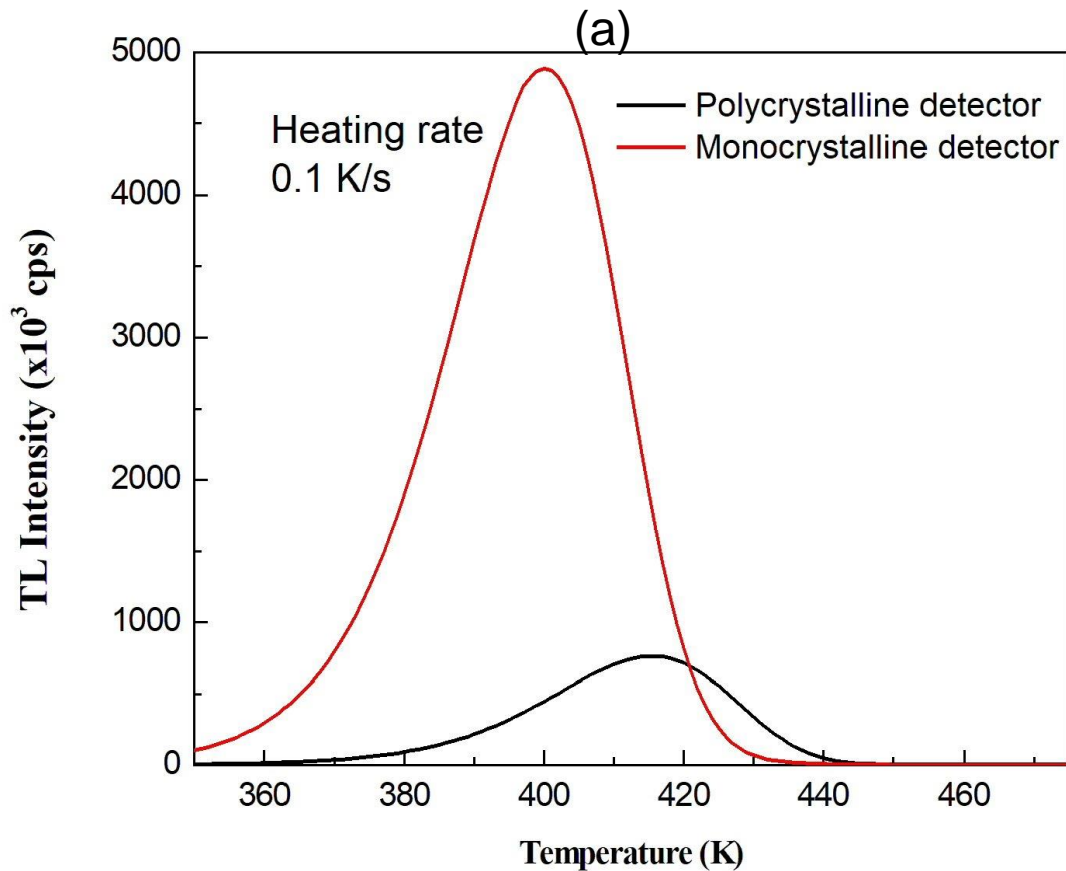 (a)
5000
4000
3000
2000
1000
0
TL Intensity (x10³ cps)
Heating rate
0.1 K/s
Polycrystalline detector
Monocrystalline detector
360 380 400 420 440 460
Temperature (K)